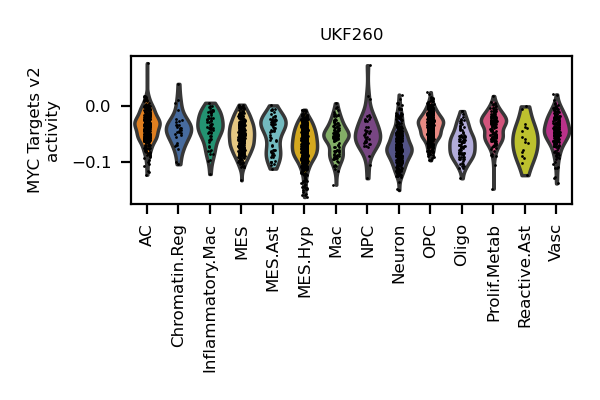 UKF260
MYC Targets v2
activity
0.0
−0.1
AC
Chromatin.Reg
Inflammatory.Mac
MES
MES.Ast
MES.Hyp
Mac
NPC
Neuron
OPC
Oligo
Prolif.Metab
Reactive.Ast
Vasc